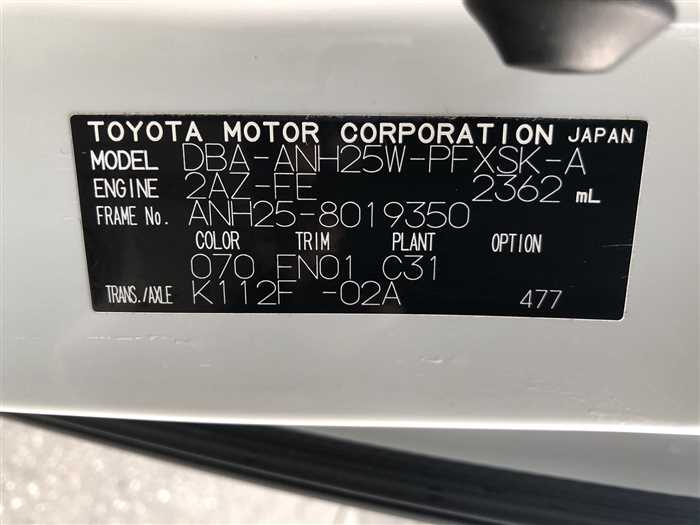 TOYOTA MOTOR CORPORATION JAPAN
MODEL DBA-ANH25W-PFXSK-A
ENGINE 2AZ-FE 2362 mL
FRAME No. ANH25-8019350
COLOR TRIM PLANT OPTION
070 FN01 C31
TRANS./AXLE K112F -02A 477